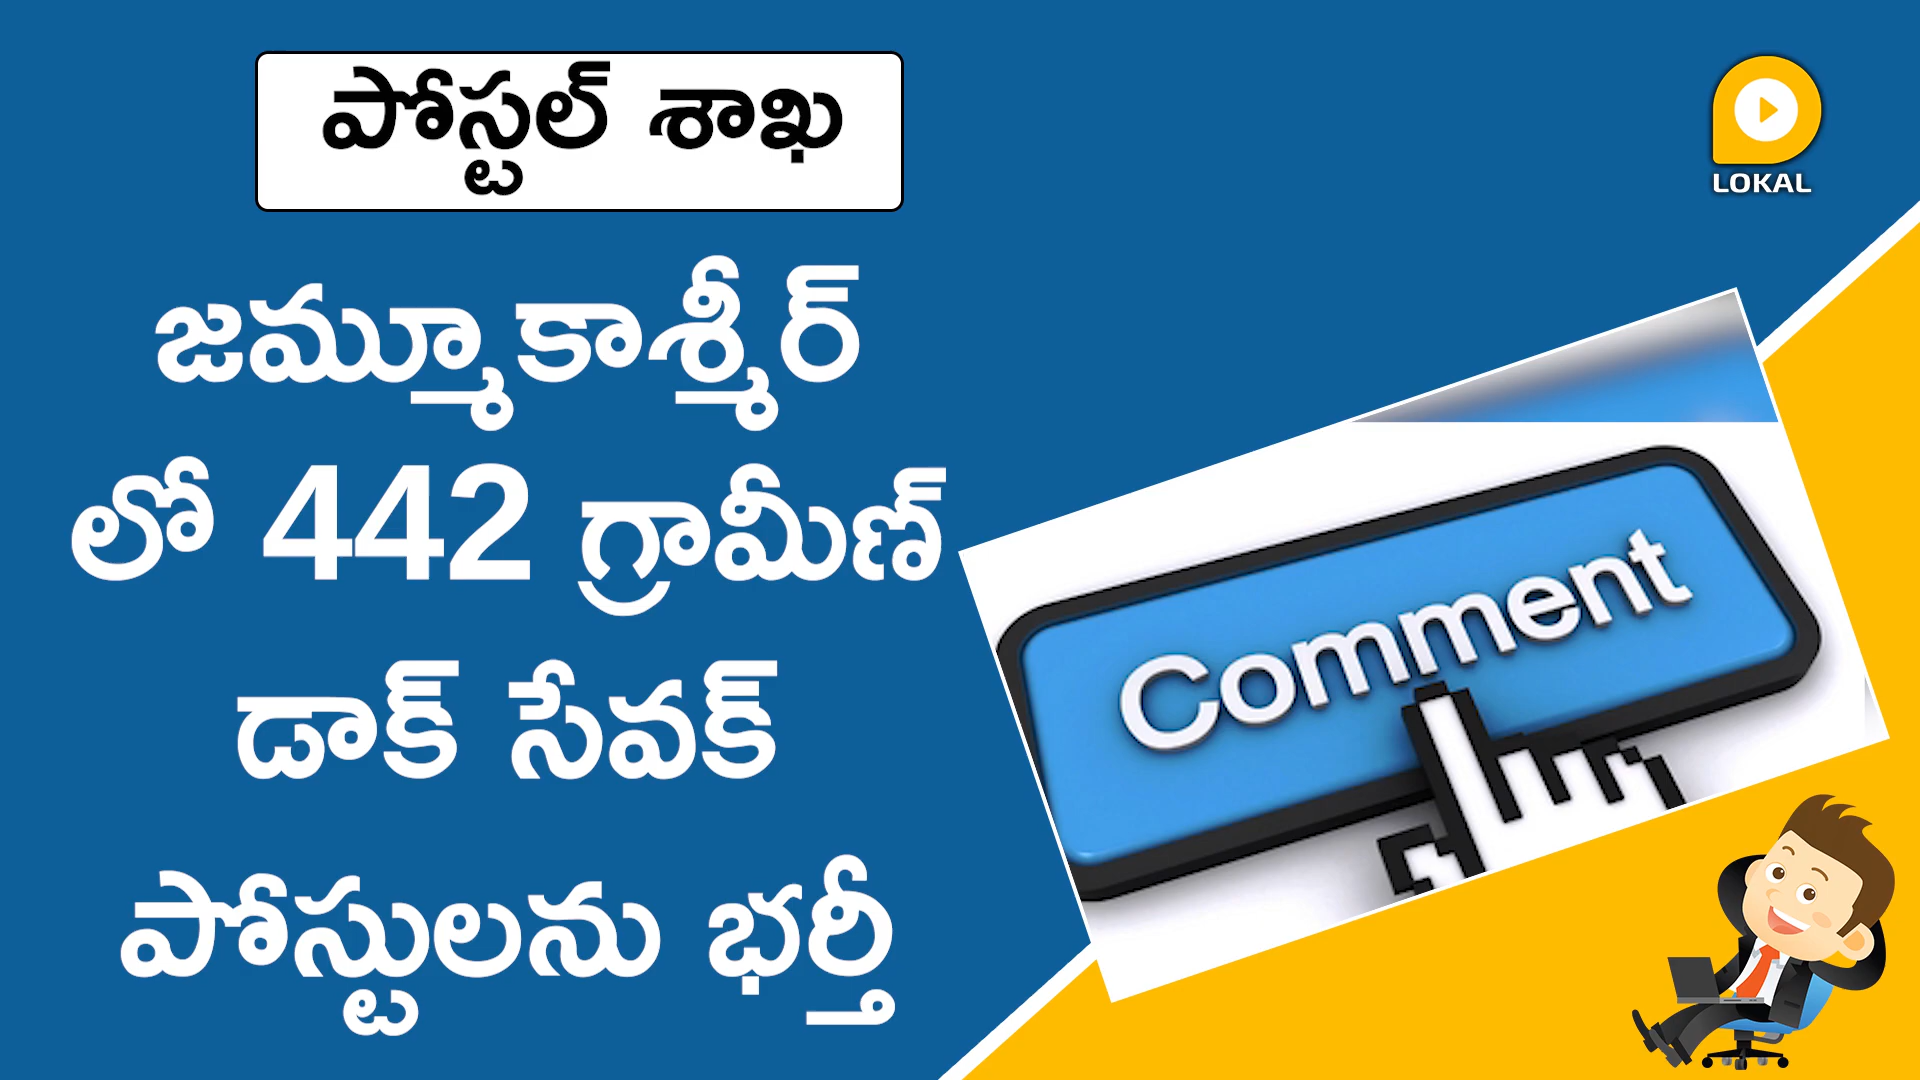 పోస్టల్ శాఖ
LOKAL
జమ్మూకాశ్మీర్
లో 442 గ్రామీణ్
డాక్ సేవక్
పోస్టులను భర్తీ
Comment